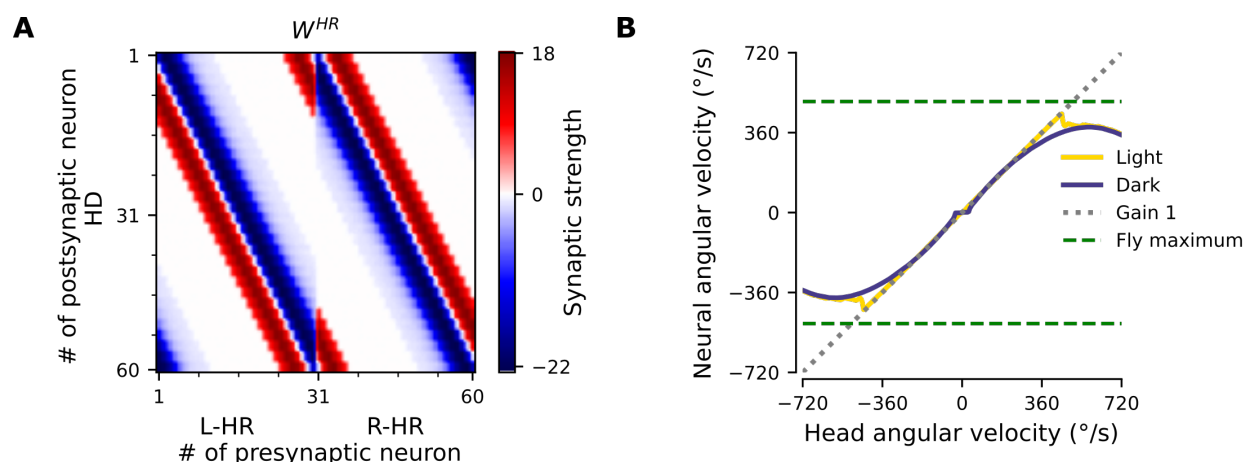 A
W^HR
# of postsynaptic neuron
HD
1
31
60
1
31
60
L-HR
R-HR
# of presynaptic neuron
18
0
−22
Synaptic strength
B
Neural angular velocity (°/s)
720
360
0
−360
−720
−720
−360
0
360
720
Head angular velocity (°/s)
Light
Dark
Gain 1
Fly maximum